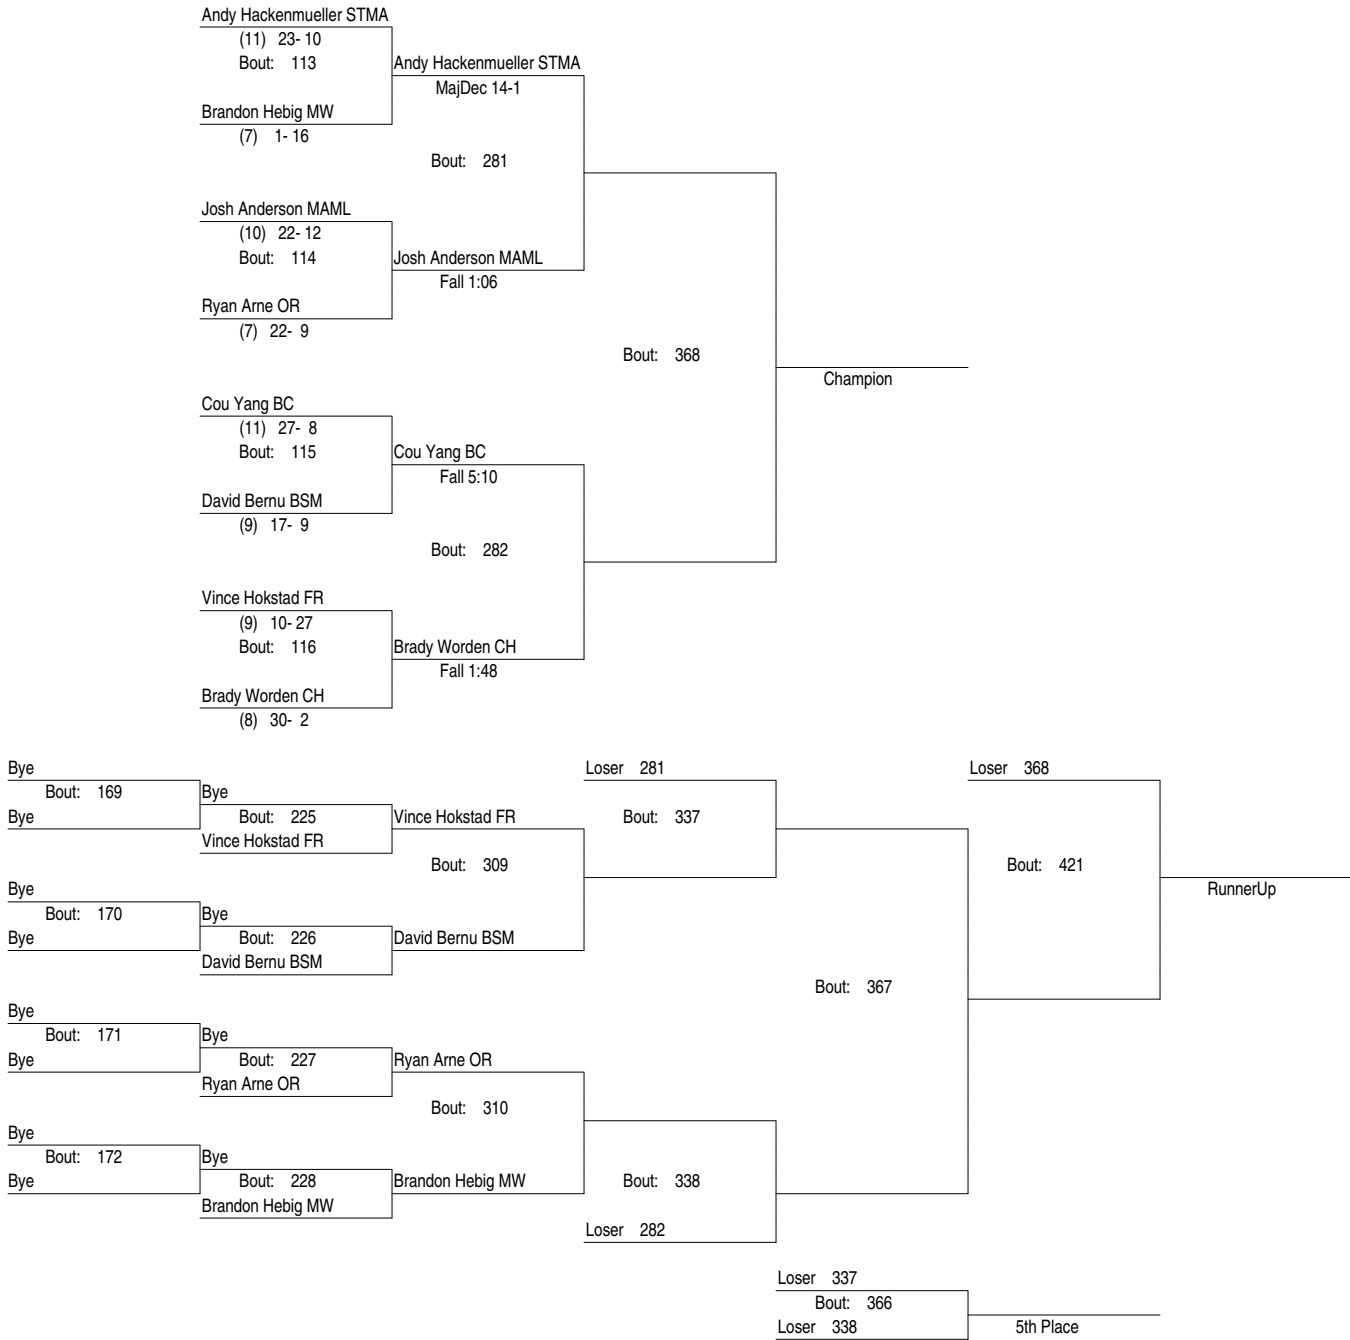 Andy Hackenmueller STMA
(11) 23- 10
Bout: 113
Andy Hackenmueller STMA
MajDec 14-1
Brandon Hebig MW
(7) 1- 16
Bout: 281
Josh Anderson MAML
(10) 22- 12
Bout: 114
Josh Anderson MAML
Fall 1:06
Ryan Arne OR
(7) 22- 9
Bout: 368
Champion
Cou Yang BC
(11) 27- 8
Bout: 115
Cou Yang BC
Fall 5:10
David Bernu BSM
(9) 17- 9
Bout: 282
Vince Hokstad FR
(9) 10- 27
Bout: 116
Brady Worden CH
Fall 1:48
Brady Worden CH
(8) 30- 2
Bye
Loser 281
Loser 368
Bout: 169
Bye
Bye
Bout: 225
Vince Hokstad FR
Bout: 337
Vince Hokstad FR
Bout: 309
Bout: 421
Bye
RunnerUp
Bout: 170
Bye
Bye
Bout: 226
David Bernu BSM
David Bernu BSM
Bout: 367
Bye
Bout: 171
Bye
Bye
Bout: 227
Ryan Arne OR
Ryan Arne OR
Bout: 310
Bye
Bout: 172
Bye
Bye
Bout: 228
Brandon Hebig MW
Bout: 338
Brandon Hebig MW
Loser 282
Loser 337
Bout: 366
Loser 338
5th Place